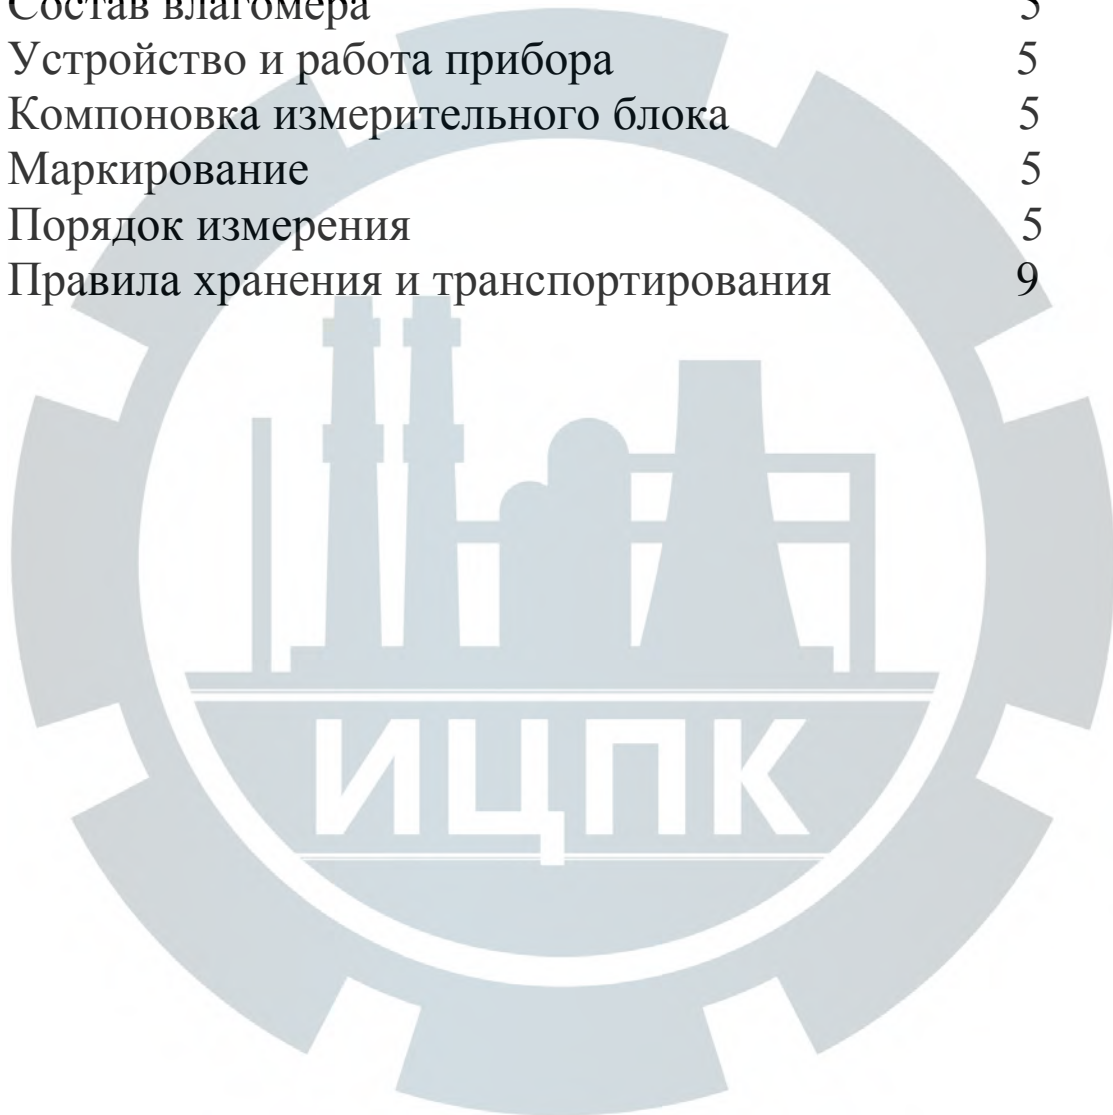 Состав влагомера 5
Устройство и работа прибора 5
Компоновка измерительного блока 5
Маркирование 5
Порядок измерения 5
Правила хранения и транспортирования 9
ИЦПК